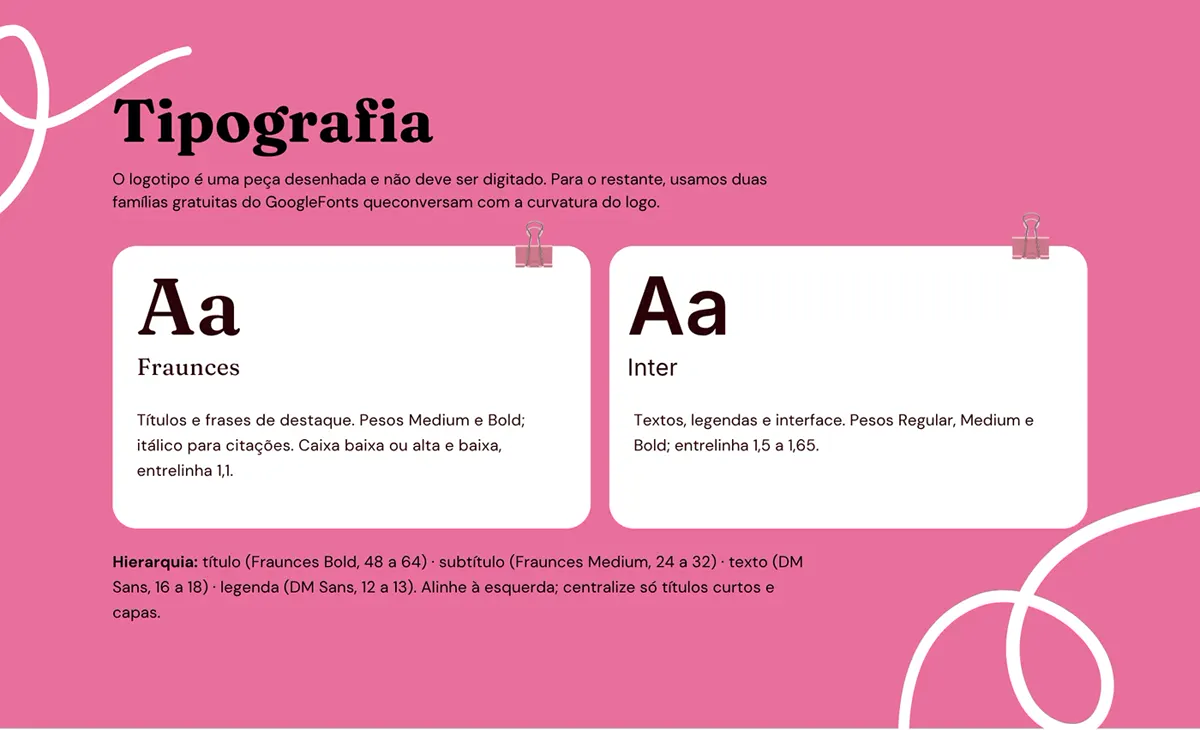 Tipografia
O logotipo é uma peça desenhada e não deve ser digitado. Para o restante, usamos duas
famílias gratuitas do GoogleFonts queconversam com a curvatura do logo.
Aa
Fraunces
Títulos e frases de destaque. Pesos Medium e Bold;
itálico para citações. Caixa baixa ou alta e baixa,
entrelinha 1,1.
Aa
Inter
Textos, legendas e interface. Pesos Regular, Medium e
Bold; entrelinha 1,5 a 1,65.
Hierarquia: título (Fraunces Bold, 48 a 64) · subtítulo (Fraunces Medium, 24 a 32) · texto (DM
Sans, 16 a 18) · legenda (DM Sans, 12 a 13). Alinhe à esquerda; centralize só títulos curtos e
capas.